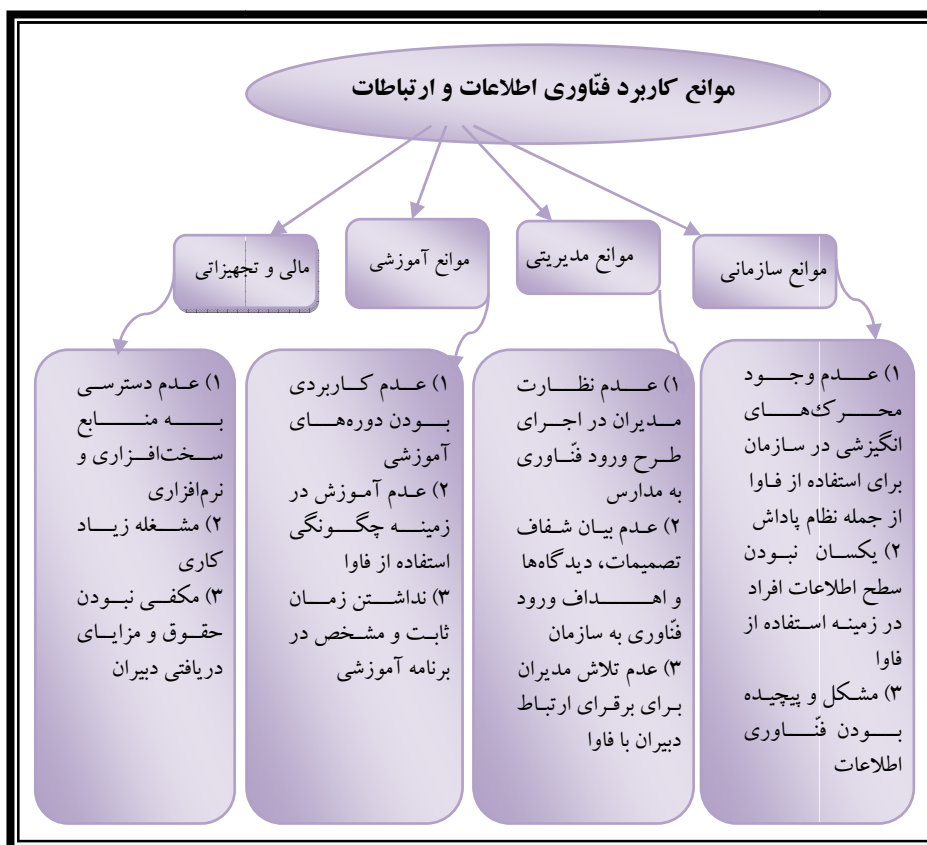 موانع کاربرد فنّاوری اطلاعات و ارتباطات
موانع سازمانی
موانع مدیریتی
موانع آموزشی
مالی و تجهیزاتی
۱) عدم وجود
محرک‌های
انگیزشی در سازمان
برای استفاده از فاوا
از جمله نظام پاداش
۲) یکسان نبودن
سطح اطلاعات افراد
در زمینه استفاده از
فاوا
۳) مشکل و پیچیده
بودن فنّاوری
اطلاعات
۱) عدم نظارت
مدیران در اجرای
طرح ورود فنّاوری
به مدارس
۲) عدم بیان شفاف
تصمیمات، دیدگاه‌ها
و اهداف ورود
فنّاوری به سازمان
۳) عدم تلاش مدیران
برای برقرای ارتباط
دبیران با فاوا
۱) عدم کاربردی
بودن دوره‌های
آموزشی
۲) عدم آموزش در
زمینه چگونگی
استفاده از فاوا
۳) نداشتن زمان
ثابت و مشخص در
برنامه آموزشی
۱) عدم دسترسی
به منابع
سخت‌افزاری و
نرم‌افزاری
۲) مشغله زیاد
کاری
۳) مکفی نبودن
حقوق و مزایای
دریافتی دبیران